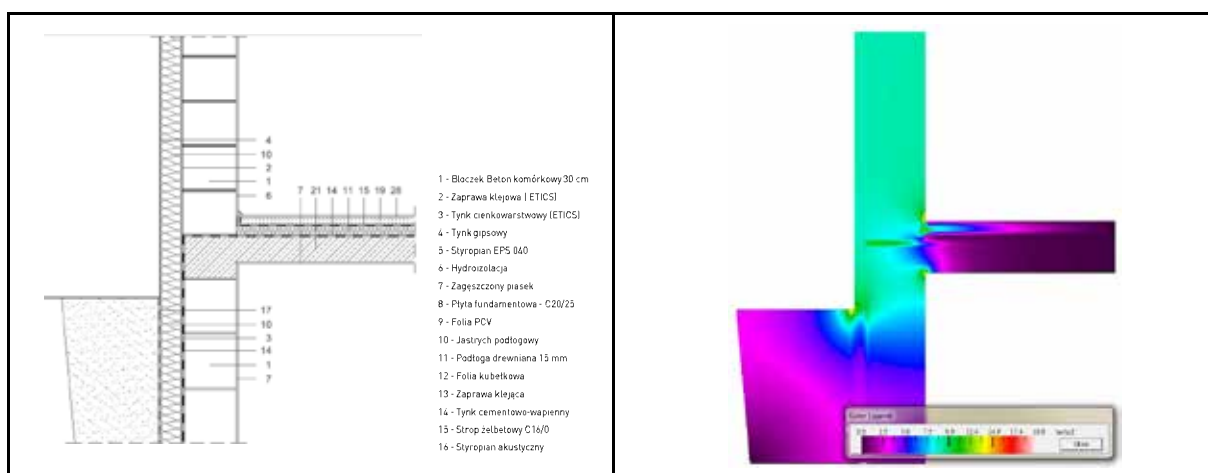 4
10
2
1
6
7 21 14 11 15 19 28
17
10
3
14
1
7
1 - Bloczek Beton komórkowy 30 cm
2 - Zaprawa klejowa (ETICS)
3 - Tynk cienkowarstwowy (ETICS)
4 - Tynk gipsowy
5 - Styropian EPS 040
6 - Hydroizolacja
7 - Zagęszczony piasek
8 - Płyta fundamentowa - C20/25
9 - Folia PCV
10 - Jastrych podłogowy
11 - Podłoga drewniana 15 mm
12 - Folia kubełkowa
13 - Zaprawa klejąca
14 - Tynk cementowo-wapienny
15 - Strop żelbetowy C16/0
16 - Styropian akustyczny